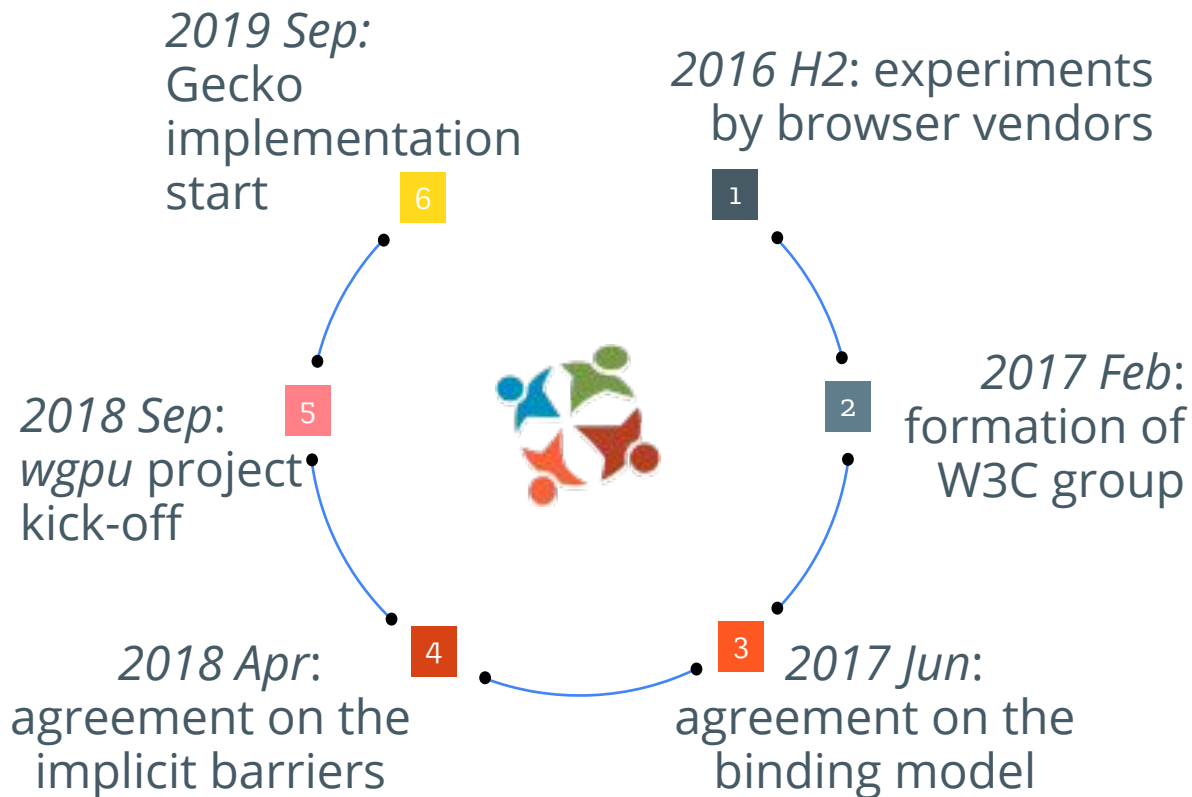 1
2016 H2: experiments
by browser vendors
2
2017 Feb:
formation of
W3C group
3
2017 Jun:
agreement on the
binding model
4
2018 Apr:
agreement on the
implicit barriers
5
2018 Sep:
wgpu project
kick-off
6
2019 Sep:
Gecko
implementation
start